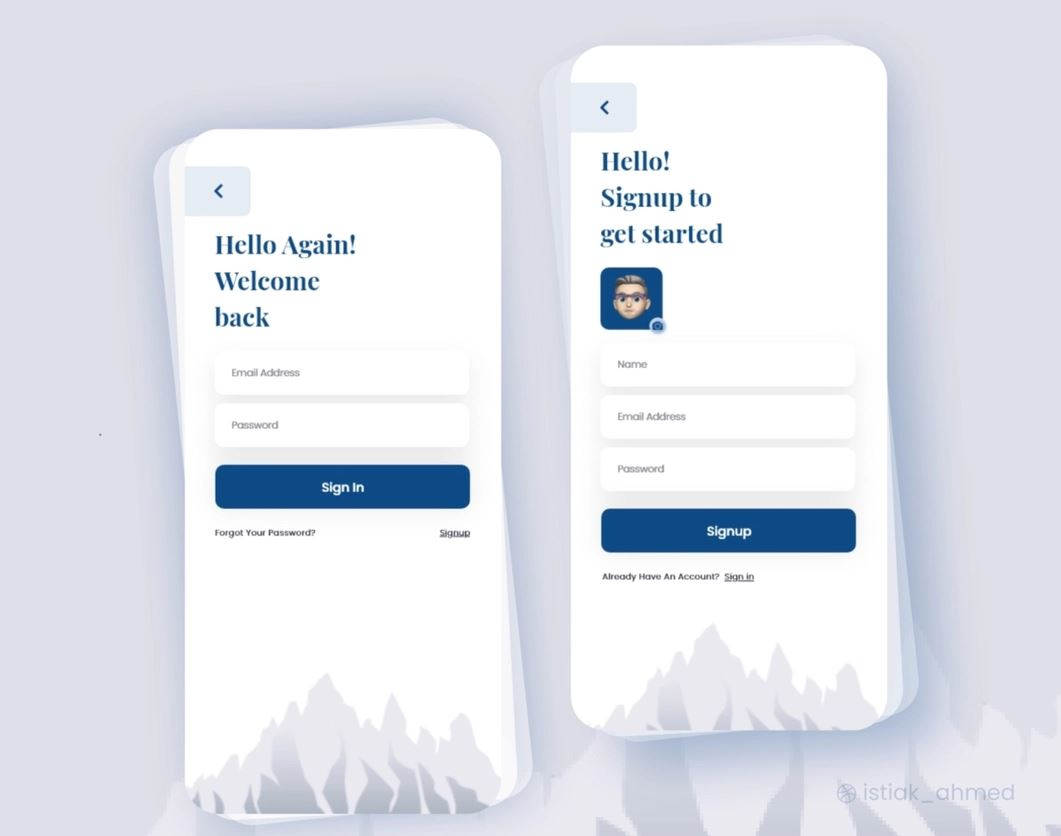 Hello Again!
Welcome
back
Email Address
Password
Sign In
Forgot Your Password? Signup
Hello!
Signup to
get started
Name
Email Address
Password
Signup
Already Have An Account? Sign in
istiak_ahmed